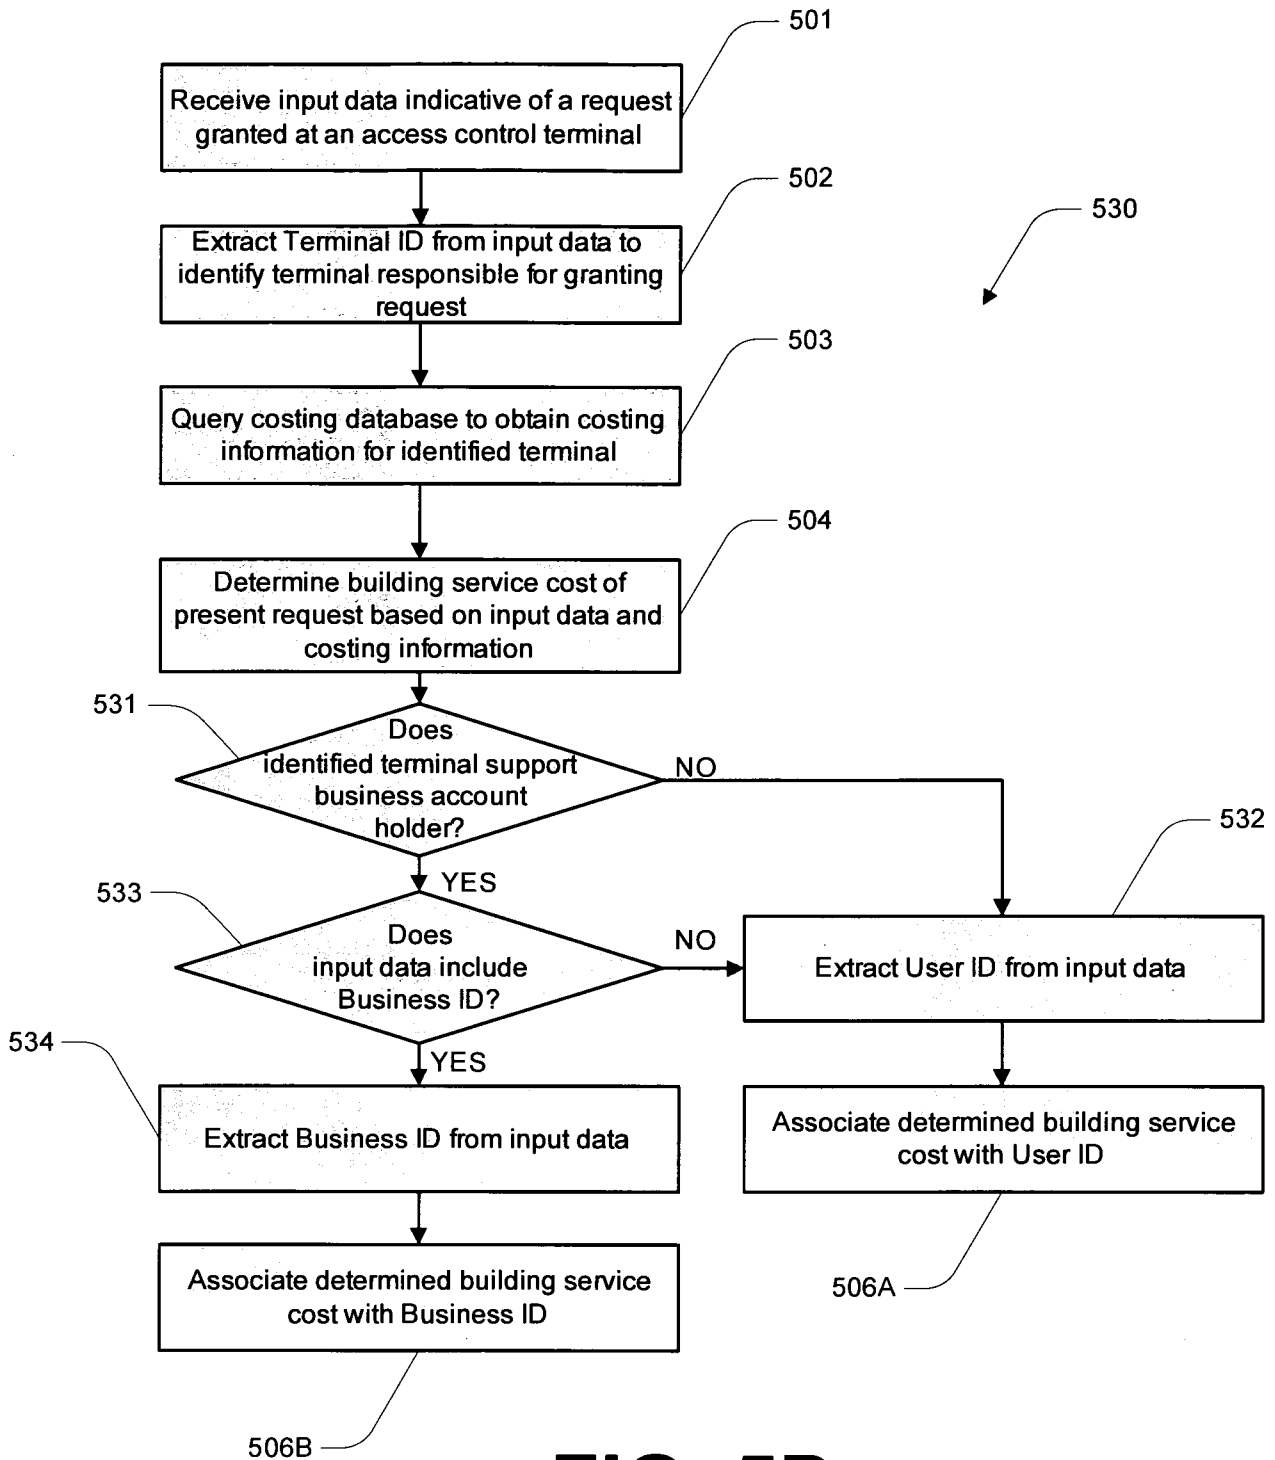 501
Receive input data indicative of a request
granted at an access control terminal
502
530
Extract Terminal ID from input data to
identify terminal responsible for granting
request
503
Query costing database to obtain costing
information for identified terminal
504
Determine building service cost of
present request based on input data and
costing information
531
Does
identified terminal support
business account
holder?
NO
532
YES
533
Does
input data include
Business ID?
NO
Extract User ID from input data
534
YES
Extract Business ID from input data
Associate determined building service
cost with User ID
Associate determined building service
cost with Business ID
506A
506B